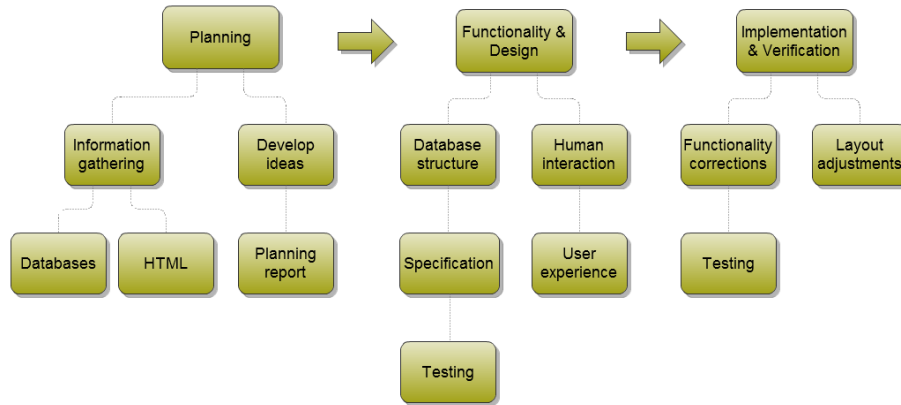 Planning
Functionality &
Design
Implementation
& Verification
Information
gathering
Develop
ideas
Database
structure
Human
interaction
Functionality
corrections
Layout
adjustments
Databases
HTML
Planning
report
Specification
User
experience
Testing
Testing